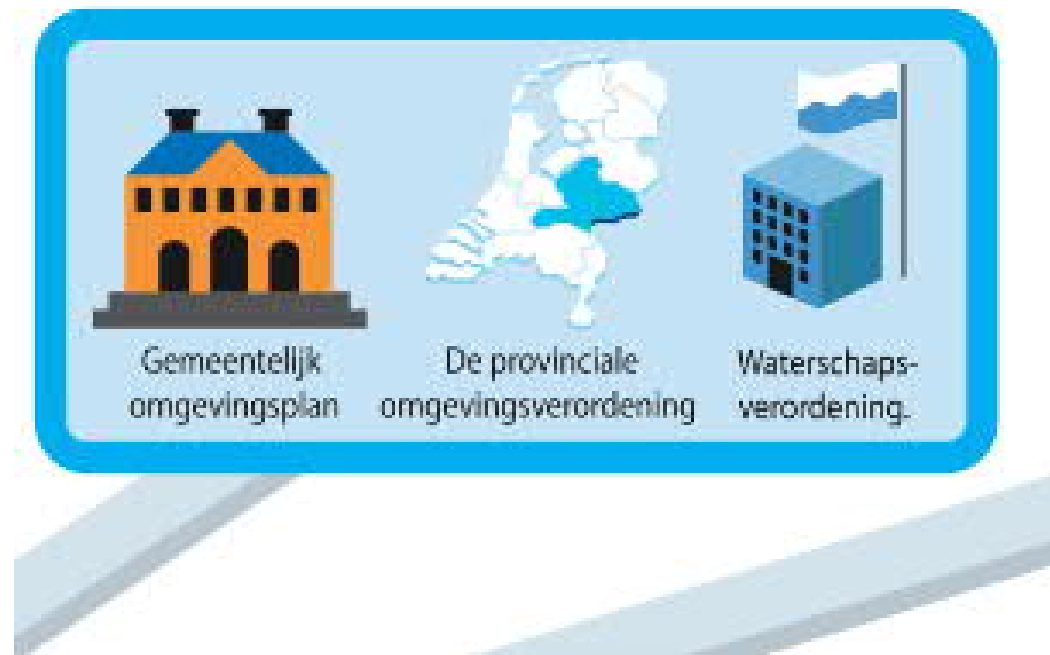 Gemeentelijk
omgevingsplan
De provinciale
omgevingsverordening
Waterschaps-
verordening.